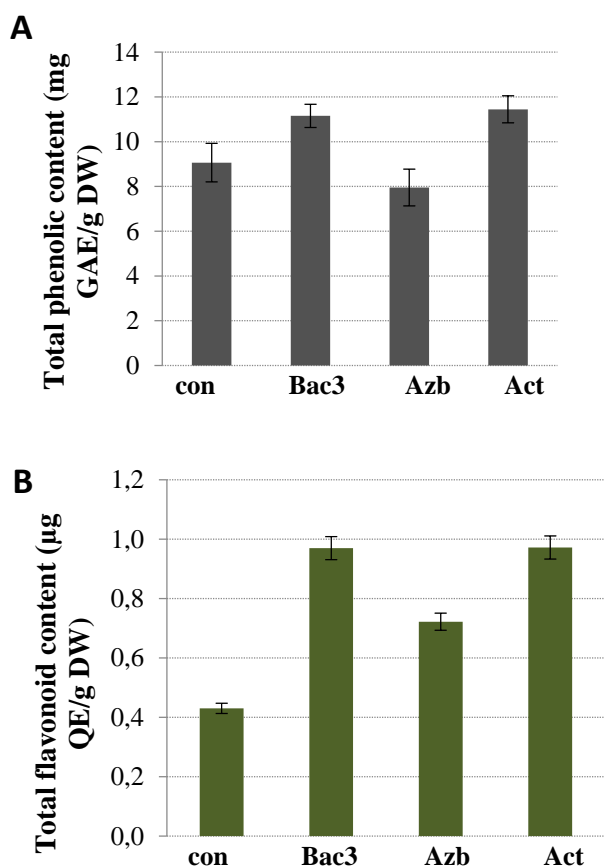 A
Total phenolic content (mg
GAE/g DW)
14
12
10
8
6
4
2
0
con Bac3 Azb Act
B
Total flavonoid content (µg
QE/g DW)
1,2
1,0
0,8
0,6
0,4
0,2
0,0
con Bac3 Azb Act